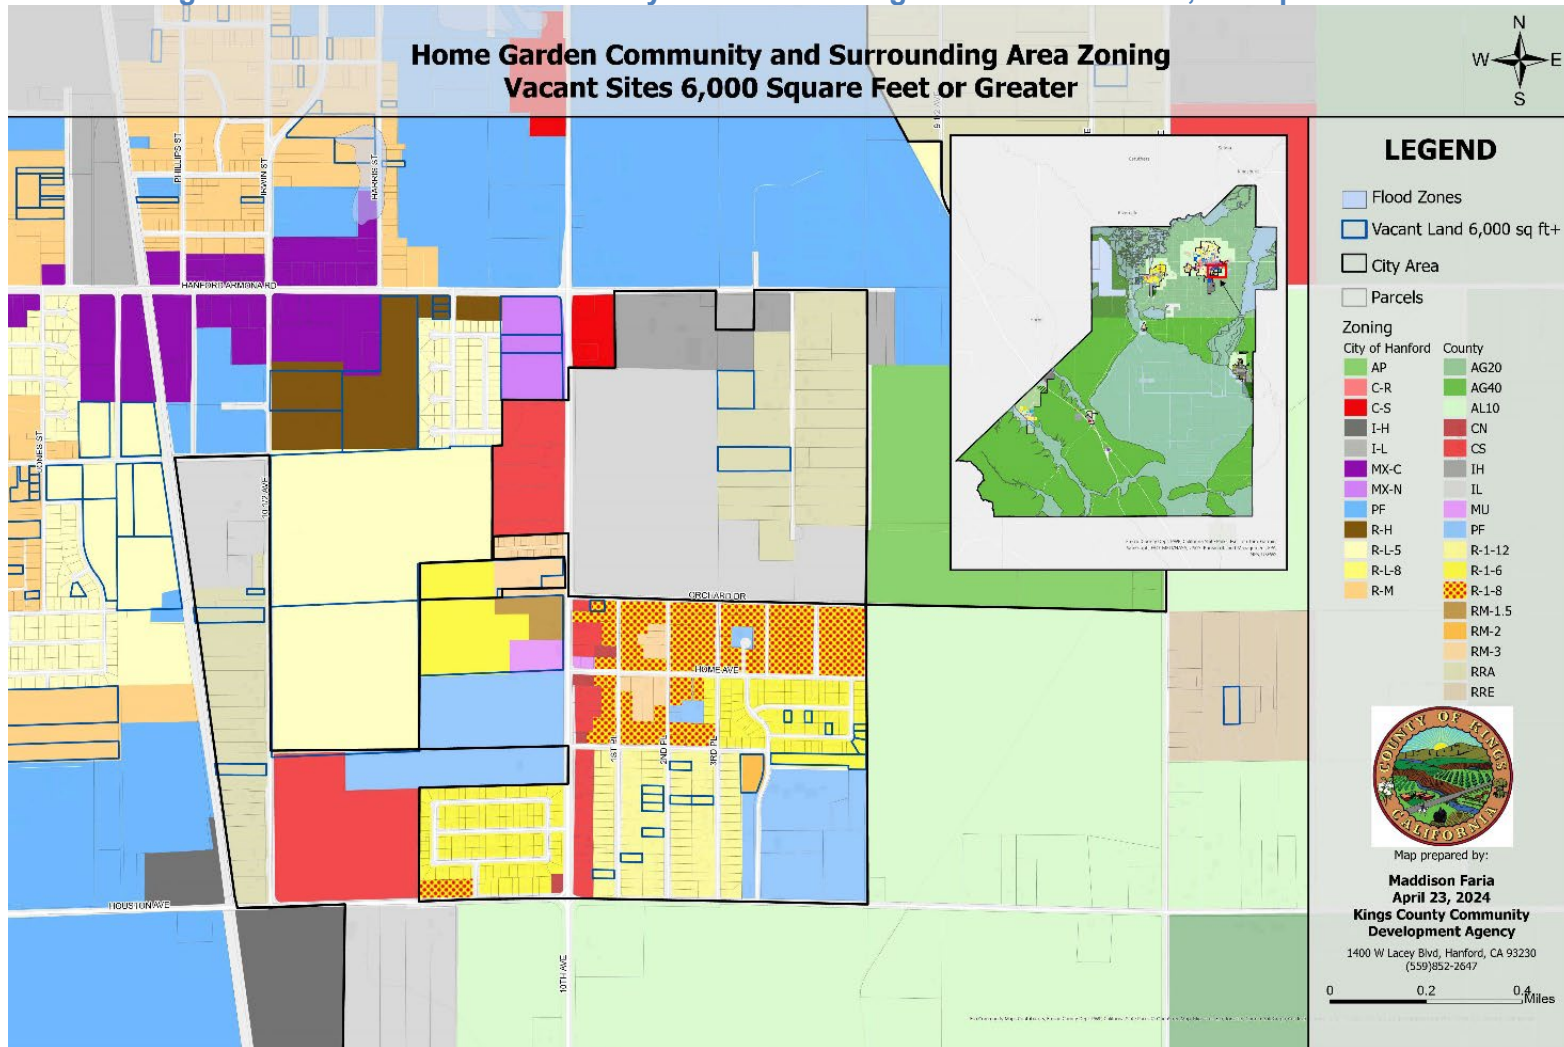 Home Garden Community and Surrounding Area Zoning
Vacant Sites 6,000 Square Feet or Greater
N
W E
S
LEGEND
Flood Zones
Vacant Land 6,000 sq ft+
City Area
Parcels
Zoning
City of Hanford County
AP AG20
C-R AG40
C-S AL10
I-H CN
I-L CS
MX-C IH
MX-N IL
PF MU
R-H PF
R-L-5 R-1-12
R-L-8 R-1-6
R-M R-1-8
RM-1.5
RM-2
RM-3
RRA
RRE
COUNTY OF KINGS
CALIFORNIA
Map prepared by:
Maddison Faria
April 23, 2024
Kings County Community
Development Agency
1400 W Lacey Blvd, Hanford, CA 93230
(559)852-2647
0 0.2 0.4
Miles
PHILLIPS ST
IRWIN ST
HARRIS ST
9 1/2 AVE
HANFORD ARMONA RD
JONES ST
10 1/2 AVE
ORCHARD DR
HOME AVE
1ST PL
2ND PL
3RD PL
HOUSTON AVE
10TH AVE